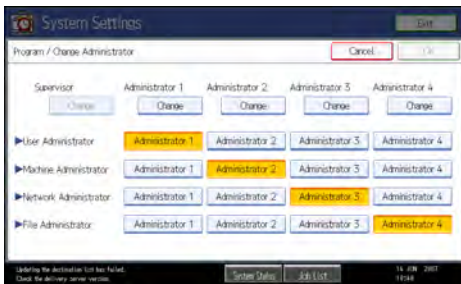 System Settings
Exit
Program / Change Administrator
Cancel
OK
Supervisor
Administrator 1
Administrator 2
Administrator 3
Administrator 4
Change
Change
Change
Change
Change
►User Administrator
Administrator 1
Administrator 2
Administrator 3
Administrator 4
►Machine Administrator
Administrator 1
Administrator 2
Administrator 3
Administrator 4
►Network Administrator
Administrator 1
Administrator 2
Administrator 3
Administrator 4
►File Administrator
Administrator 1
Administrator 2
Administrator 3
Administrator 4
Updating the destination list has failed.
Check the delivery server version.
System Status
Job List
14 JUN 2007